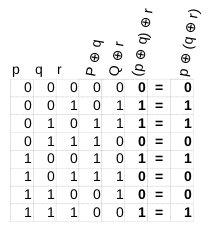 p q r P ⊕ q Q ⊕ r (p ⊕ q) ⊕ r p ⊕ (q ⊕ r)
0 0 0 0 0 0 = 0
0 0 1 0 1 1 = 1
0 1 0 1 1 1 = 1
0 1 1 1 0 0 = 0
1 0 0 1 0 1 = 1
1 0 1 1 1 0 = 0
1 1 0 0 1 0 = 0
1 1 1 0 0 1 = 1